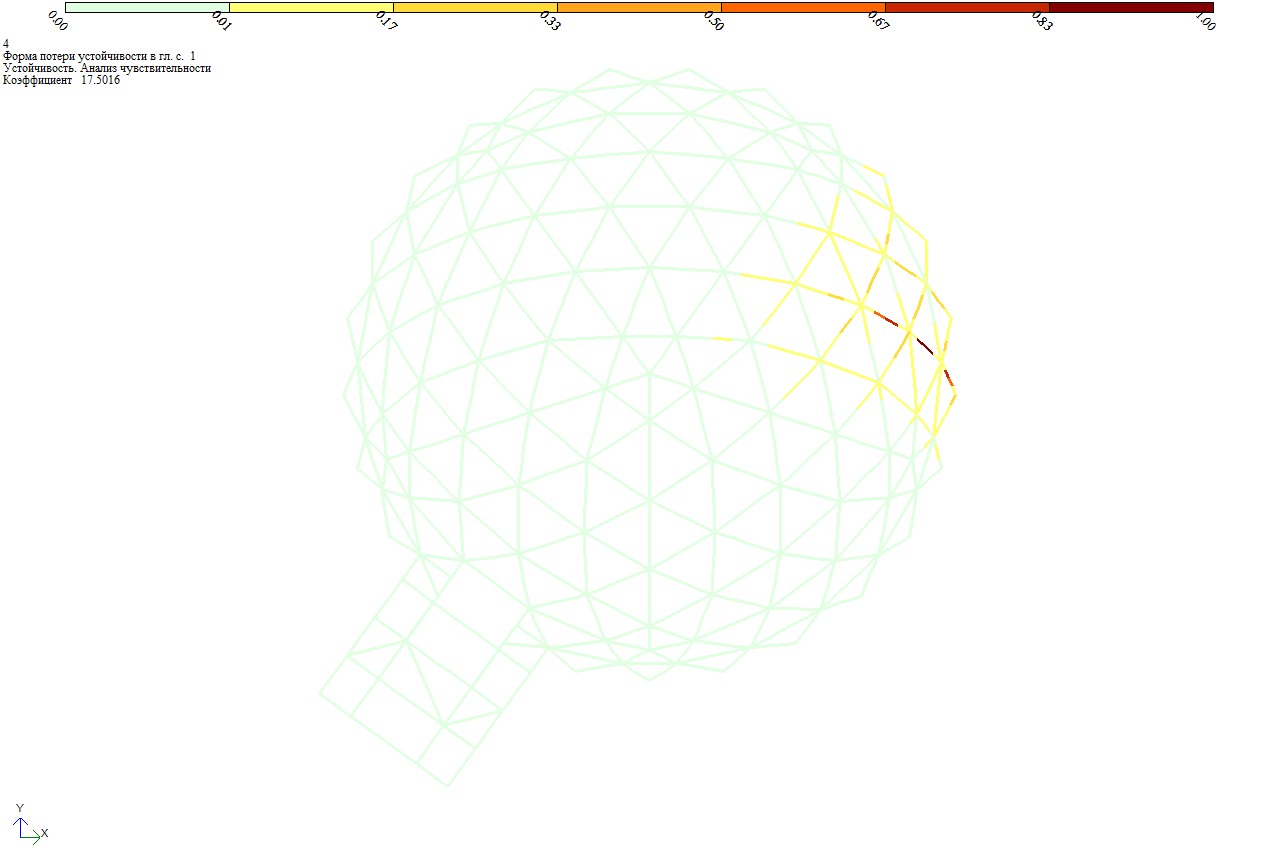 0.00 0.01 0.17 0.33 0.50 0.67 0.83 1.00
4
Форма потери устойчивости в гл. с. 1
Устойчивость. Анализ чувствительности
Коэффициент 17.5016
Y
X